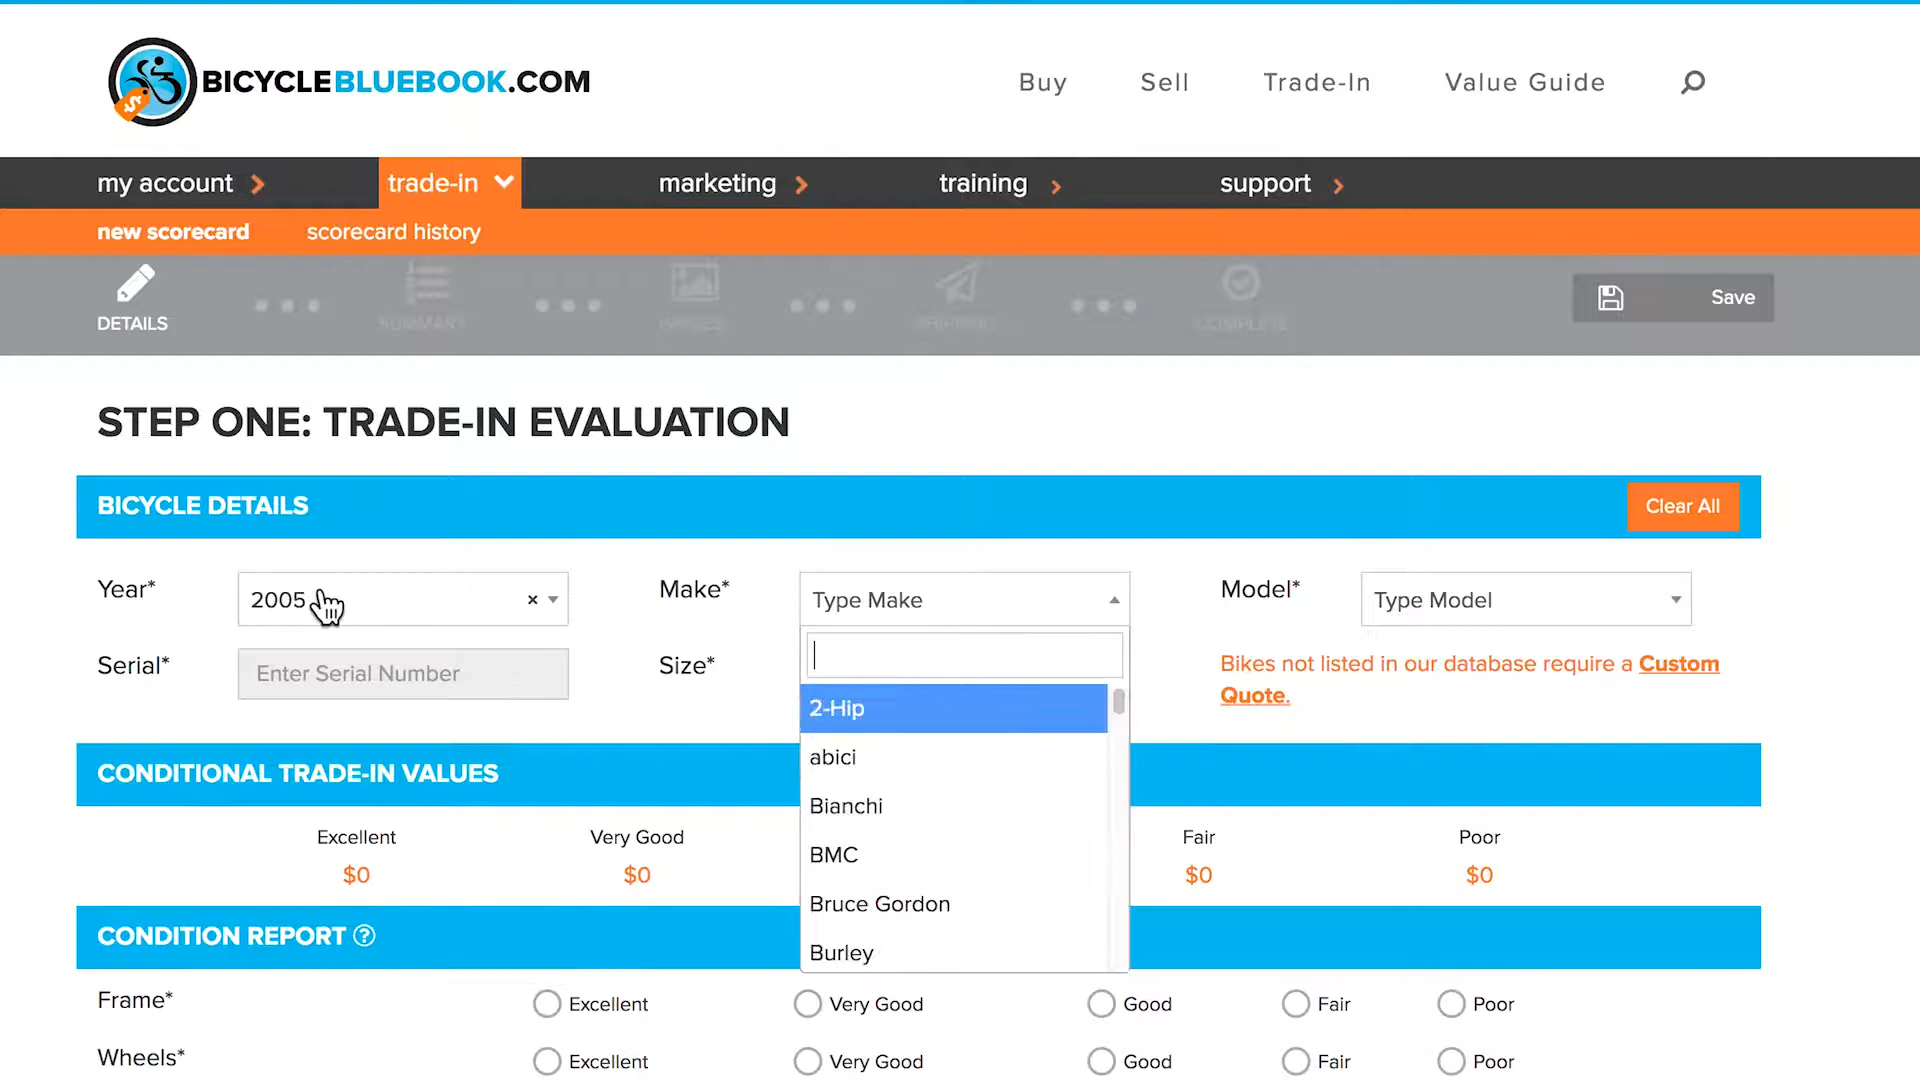 BICYCLEBLUEBOOK.COM
Buy Sell Trade-In Value Guide
my account trade-in marketing training support
new scorecard scorecard history
DETAILS SUMMARY IMAGES SHIPPING COMPLETE Save
STEP ONE: TRADE-IN EVALUATION
BICYCLE DETAILS Clear All
Year* 2005 × Make* Type Make Model* Type Model
Serial* Enter Serial Number Size* Bikes not listed in our database require a Custom
Quote.
2-Hip
abici
Bianchi
BMC
Bruce Gordon
Burley
CONDITIONAL TRADE-IN VALUES
Excellent Very Good Fair Poor
$0 $0 $0 $0
CONDITION REPORT ?
Frame* Excellent Very Good Good Fair Poor
Wheels* Excellent Very Good Good Fair Poor